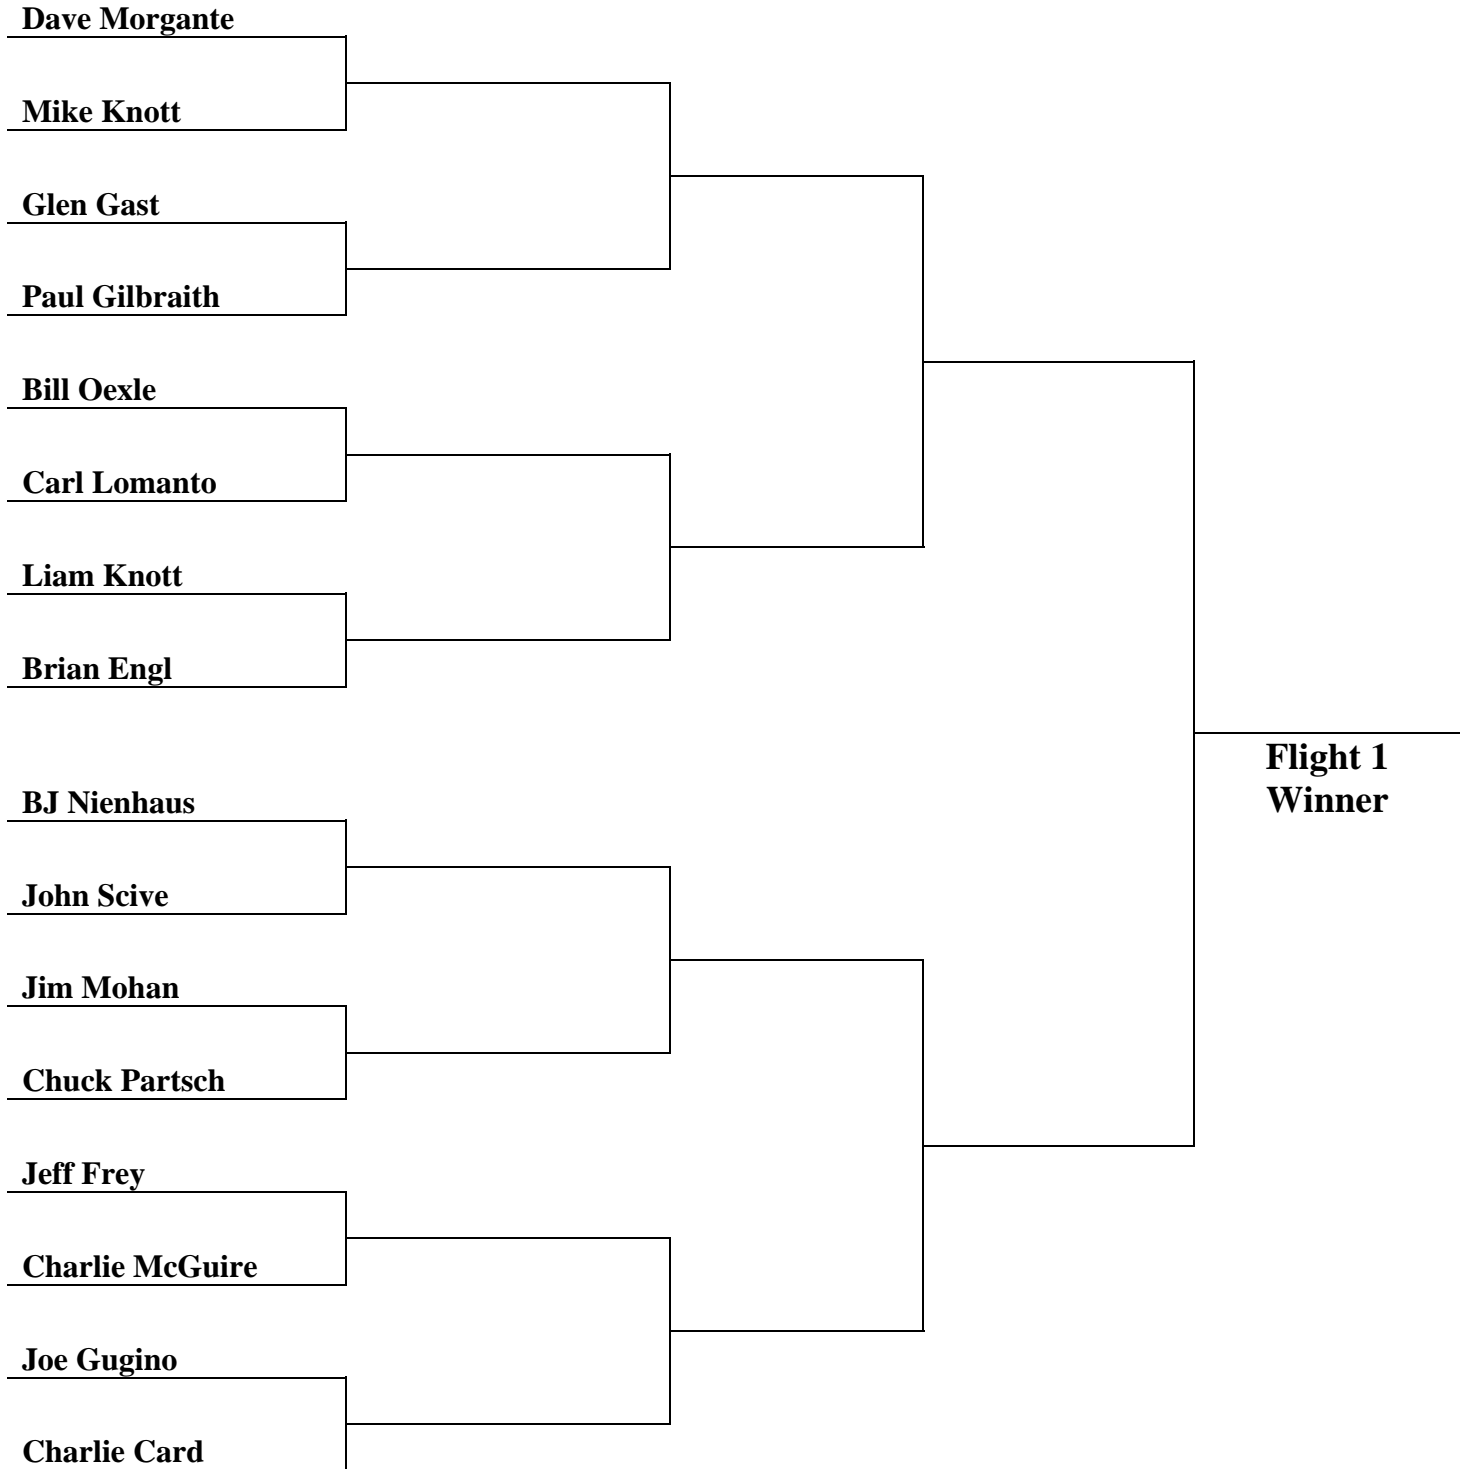 Dave Morgante
Mike Knott
Glen Gast
Paul Gilbraith
Bill Oexle
Carl Lomanto
Liam Knott
Brian Engl
Flight 1
Winner
BJ Nienhaus
John Scive
Jim Mohan
Chuck Partsch
Jeff Frey
Charlie McGuire
Joe Gugino
Charlie Card